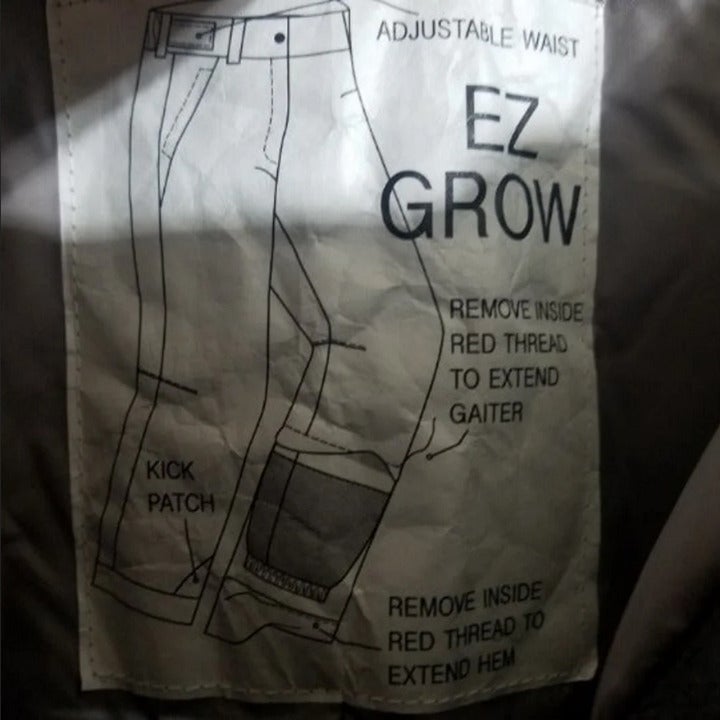 ADJUSTABLE WAIST
EZ
GROW
REMOVE INSIDE
RED THREAD
TO EXTEND
GAITER
KICK
PATCH
REMOVE INSIDE
RED THREAD TO
EXTEND HEM